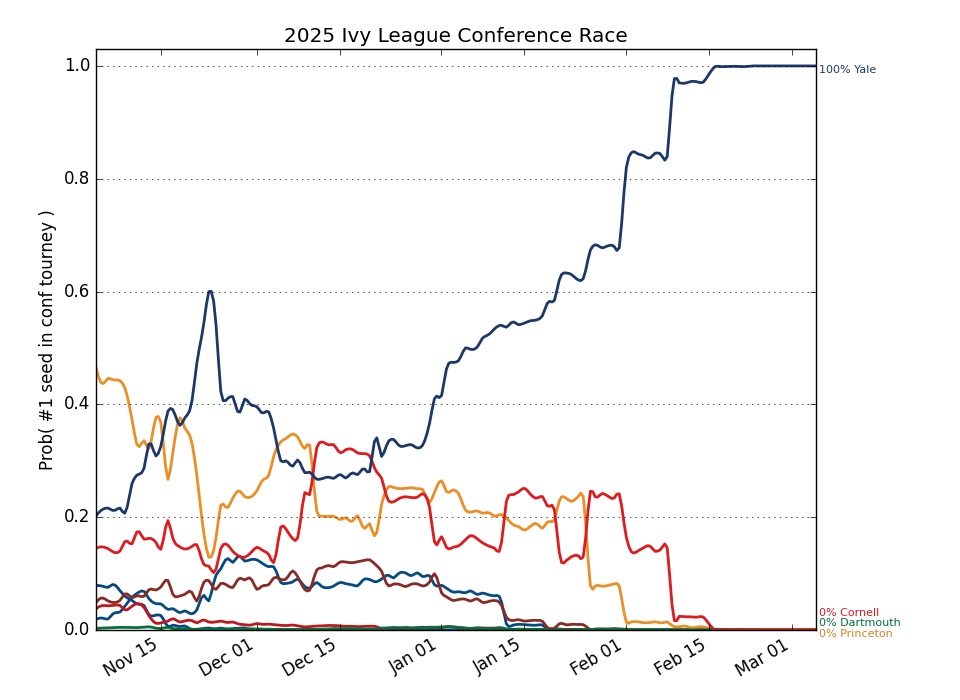 2025 Ivy League Conference Race
Prob( #1 seed in conf tourney )
1.0
0.8
0.6
0.4
0.2
0.0
Nov 15
Dec 01
Dec 15
Jan 01
Jan 15
Feb 01
Feb 15
Mar 01
100% Yale
0% Cornell
0% Dartmouth
0% Princeton